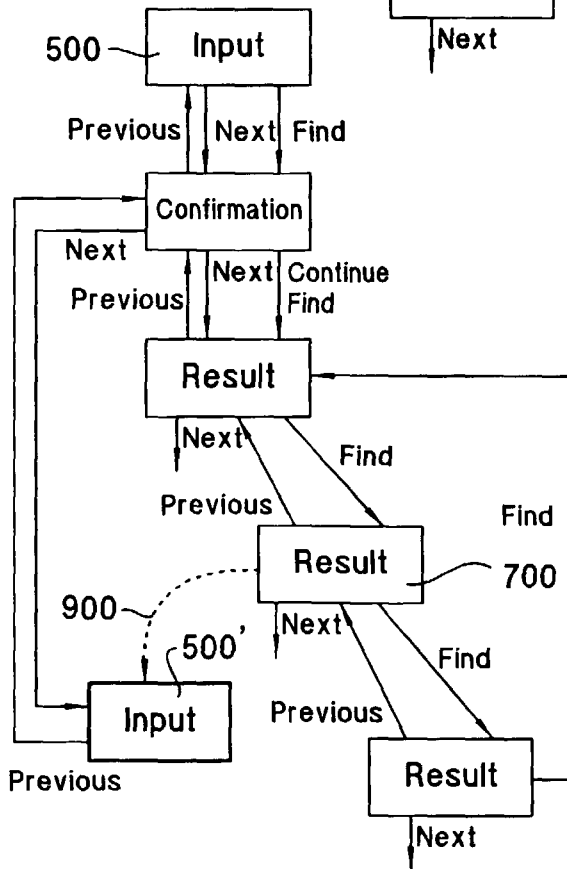 500
Input
Next
Previous
Next
Find
Confirmation
Next
Next
Continue
Previous
Find
Result
Next
Find
Previous
Find
Result
700
900
Next
500'
Find
Input
Previous
Previous
Result
Next